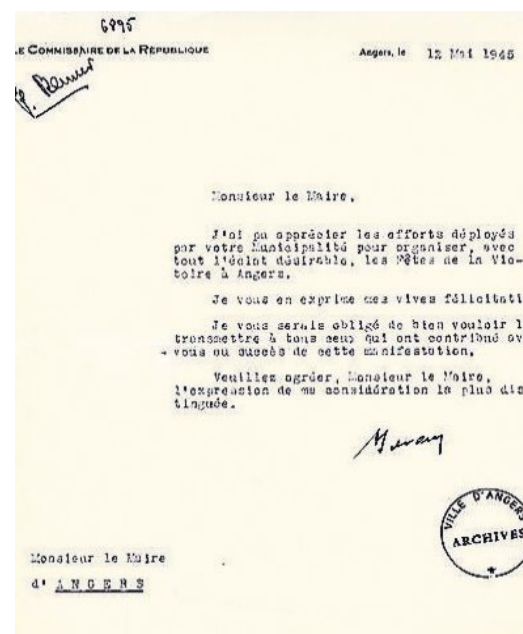 6895
LE COMMISSAIRE DE LA RÉPUBLIQUE
Angers, le 12 Mai 1945
Monsieur le Maire,
J'ai pu apprécier les efforts déployés
par votre Municipalité pour organiser, avec
tout l'éclat désirable, les Fêtes de la Vic-
toire à Angers.
Je vous en exprime mes vives félicitati
Je vous serais obligé de bien vouloir l
transmettre à tous ceux qui ont contribué av
vous au succès de cette manifestation.
Veuillez agréer, Monsieur le Maire,
l'expression de ma considération la plus dis
tinguée.
VILLE D'ANGERS
ARCHIVES
Monsieur le Maire
d' ANGERS